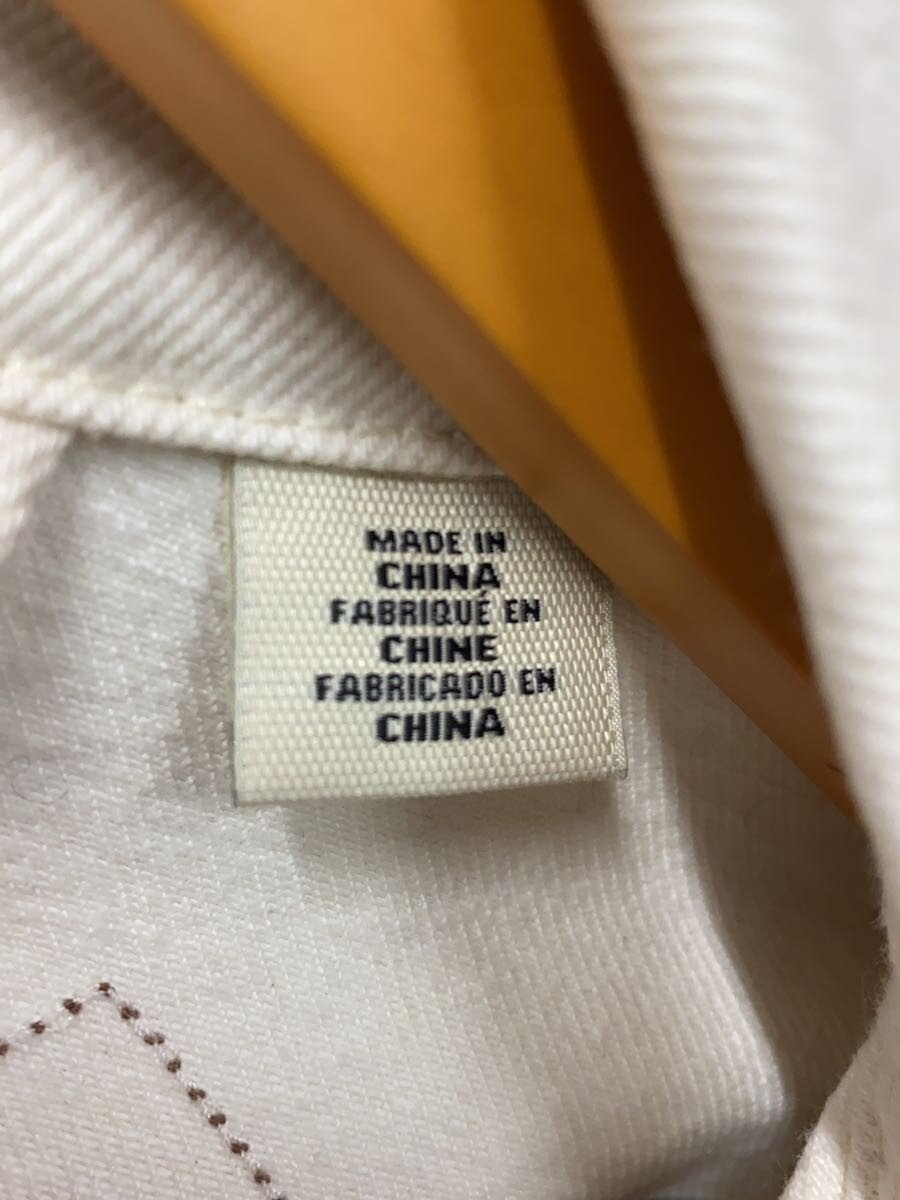 MADE IN
CHINA
FABRIQUÉ EN
CHINE
FABRICADO EN
CHINA